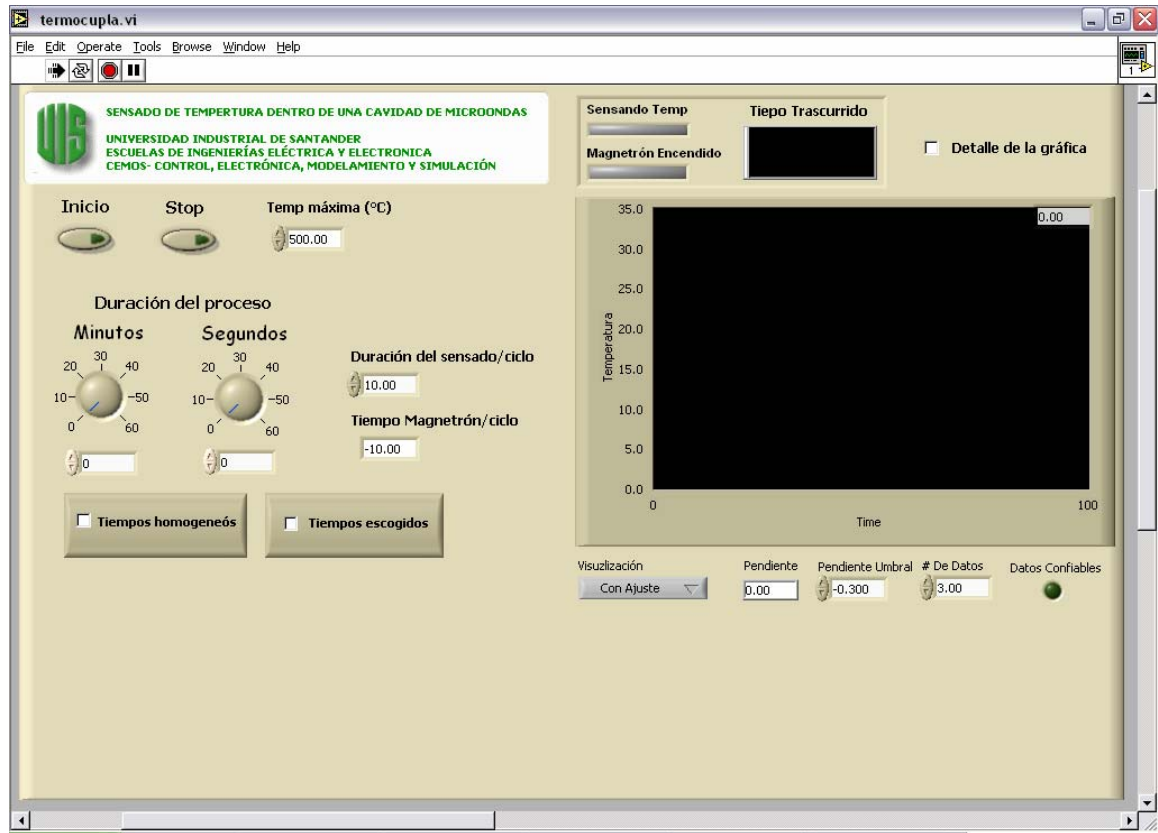 termocupla.vi
File Edit Operate Tools Browse Window Help
1
UIS
SENSADO DE TEMPERTURA DENTRO DE UNA CAVIDAD DE MICROONDAS
UNIVERSIDAD INDUSTRIAL DE SANTANDER
ESCUELAS DE INGENIERÍAS ELÉCTRICA Y ELECTRONICA
CEMOS- CONTROL, ELECTRÓNICA, MODELAMIENTO Y SIMULACIÓN
Sensando Temp
Magnetrón Encendido
Tiepo Trascurrido
Detalle de la gráfica
Inicio
Stop
Temp máxima (°C)
500.00
Duración del proceso
Minutos
0 10 20 30 40 50 60
0
Segundos
0 10 20 30 40 50 60
0
Duración del sensado/ciclo
10.00
Tiempo Magnetrón/ciclo
-10.00
Tiempos homogeneós
Tiempos escogidos
Temperatura
35.0
30.0
25.0
20.0
15.0
10.0
5.0
0.0
0.00
0
100
Time
Visuzlización
Con Ajuste
Pendiente
0.00
Pendiente Umbral
-0.300
# De Datos
3.00
Datos Confiables